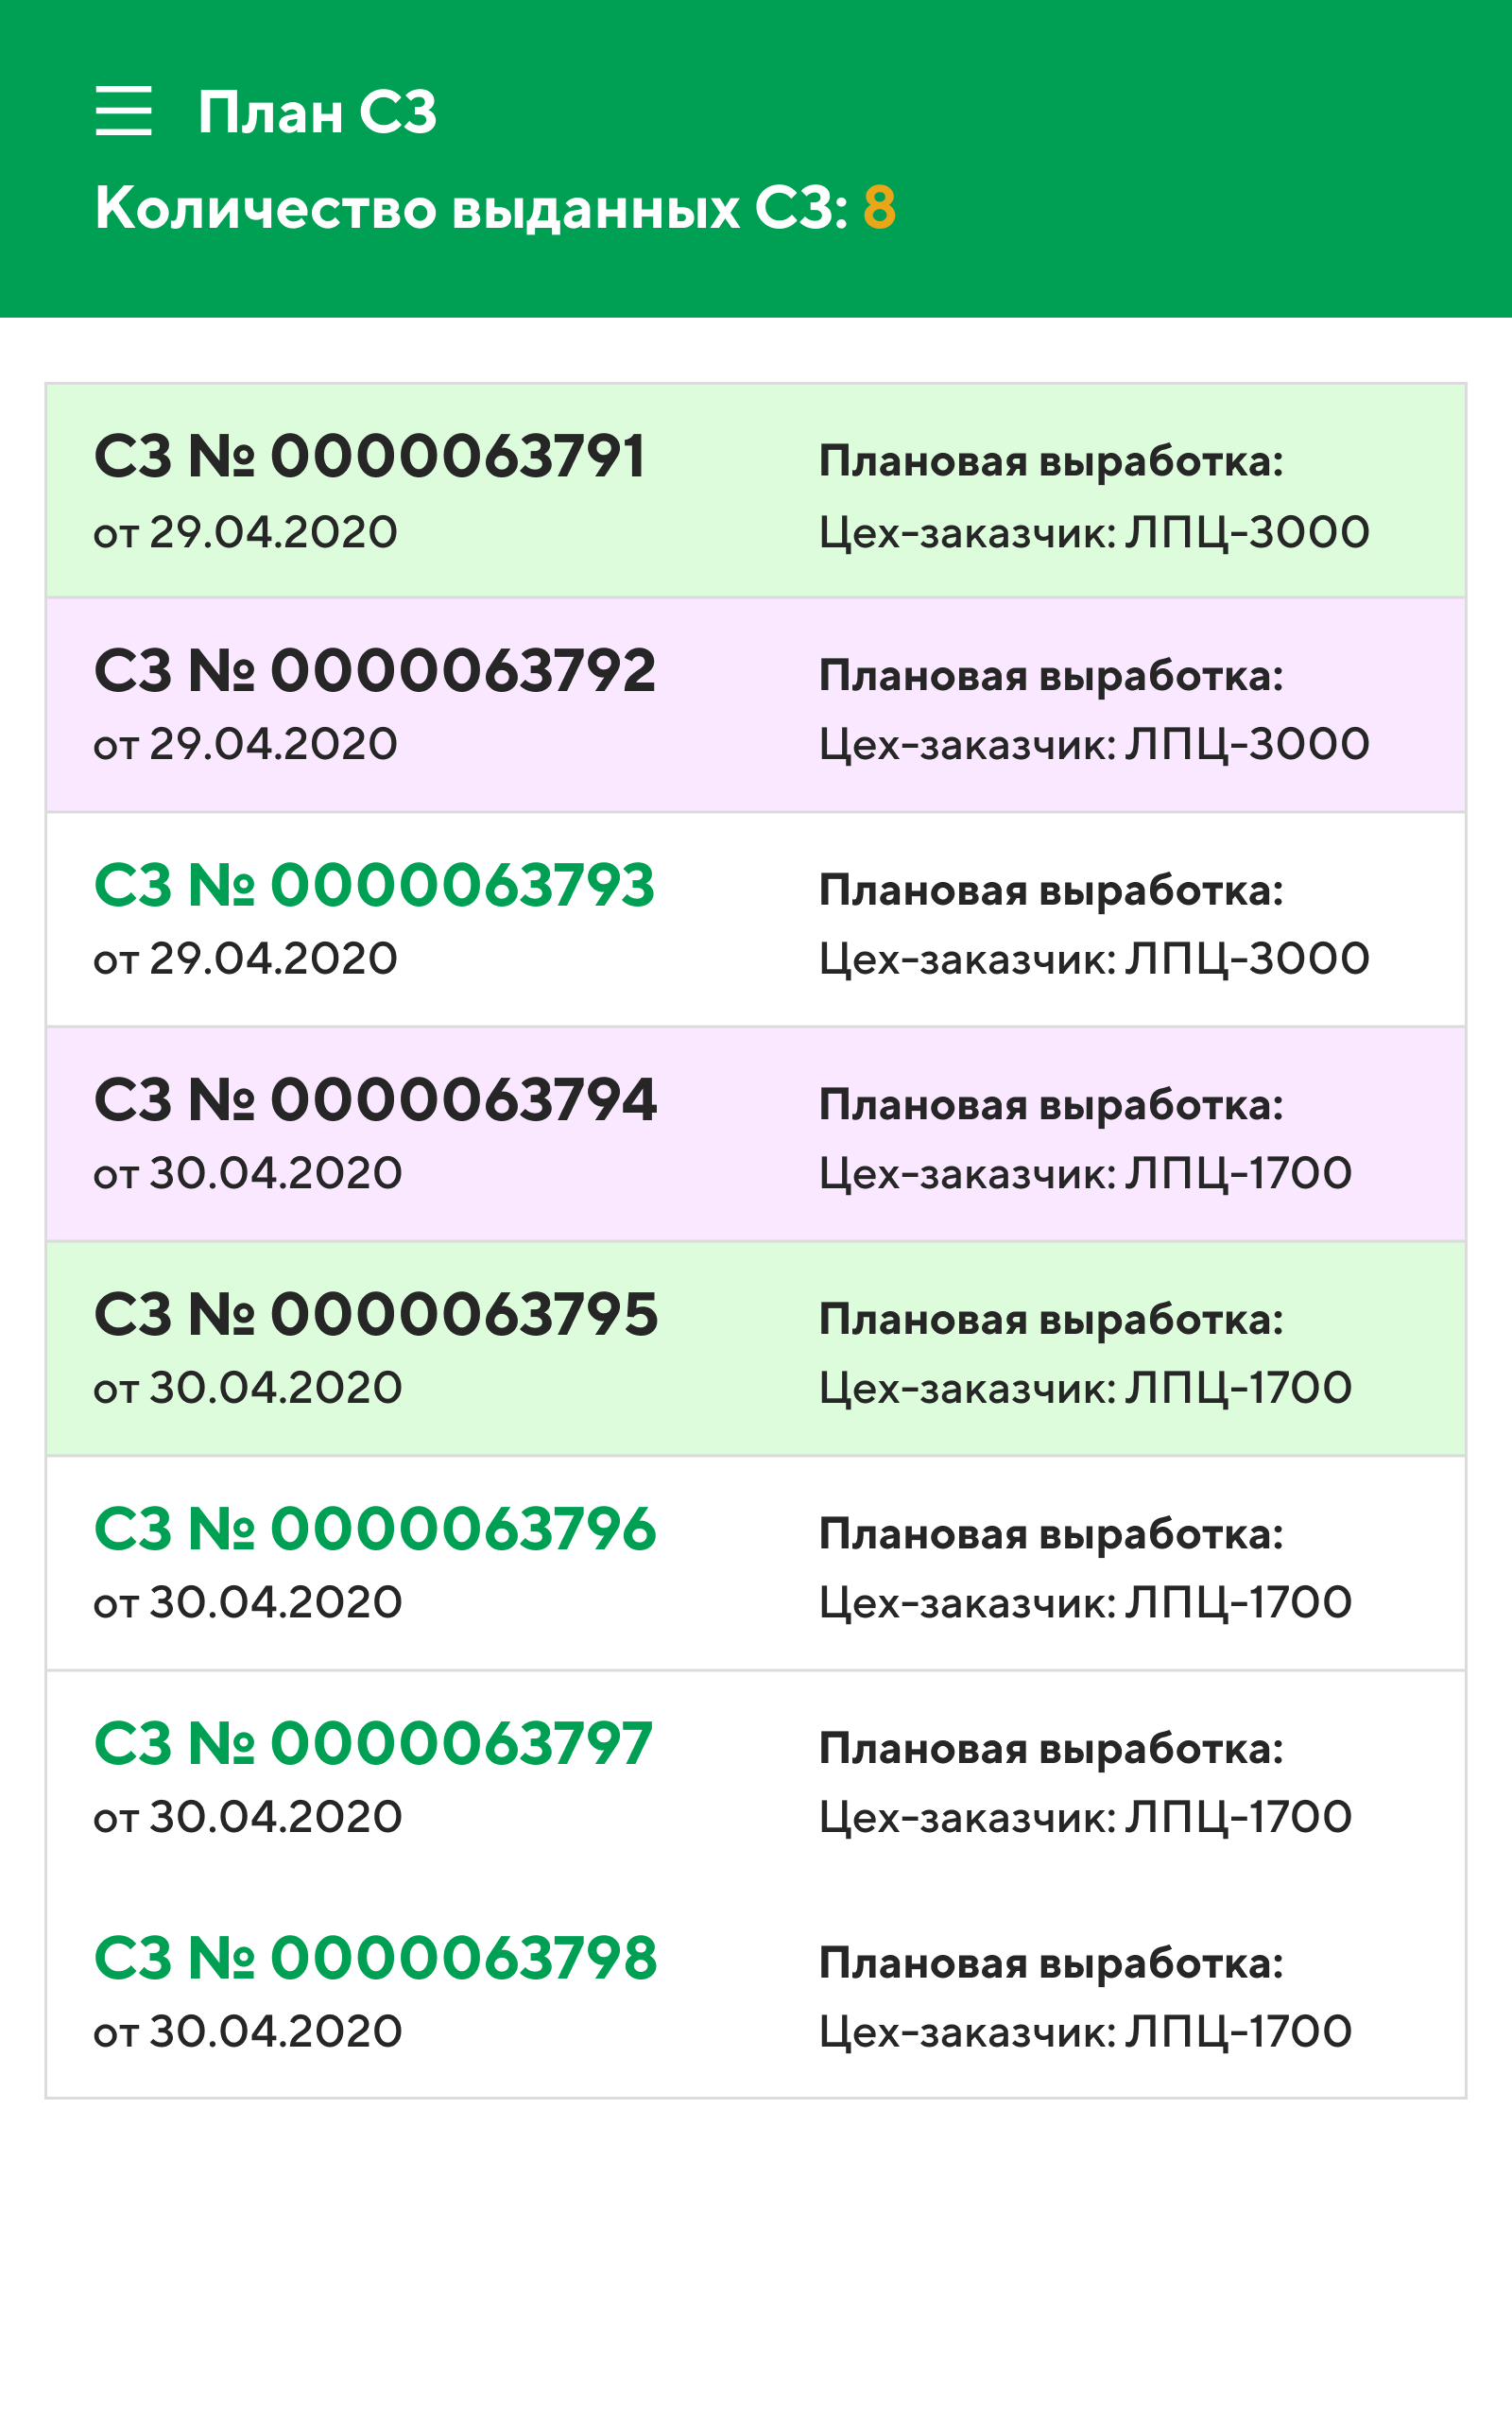 План СЗ
Количество выданных СЗ: 8
СЗ № 0000063791
Плановая выработка:
от 29.04.2020
Цех-заказчик: ЛПЦ-3000
СЗ № 0000063792
Плановая выработка:
от 29.04.2020
Цех-заказчик: ЛПЦ-3000
СЗ № 0000063793
Плановая выработка:
от 29.04.2020
Цех-заказчик: ЛПЦ-3000
СЗ № 0000063794
Плановая выработка:
от 30.04.2020
Цех-заказчик: ЛПЦ-1700
СЗ № 0000063795
Плановая выработка:
от 30.04.2020
Цех-заказчик: ЛПЦ-1700
СЗ № 0000063796
Плановая выработка:
от 30.04.2020
Цех-заказчик: ЛПЦ-1700
СЗ № 0000063797
Плановая выработка:
от 30.04.2020
Цех-заказчик: ЛПЦ-1700
СЗ № 0000063798
Плановая выработка:
от 30.04.2020
Цех-заказчик: ЛПЦ-1700